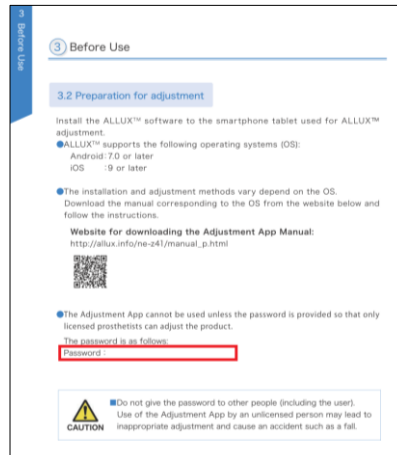 3
Before Use
3 Before Use
3.2 Preparation for adjustment
Install the ALLUX™ software to the smartphone tablet used for ALLUX™
adjustment.
●ALLUX™ supports the following operating systems (OS):
Android:7.0 or later
iOS :9 or later
●The installation and adjustment methods vary depend on the OS.
Download the manual corresponding to the OS from the website below and
follow the instructions.
Website for downloading the Adjustment App Manual:
http://allux.info/ne-z41/manual_p.html
●The Adjustment App cannot be used unless the password is provided so that only
licensed prosthetists can adjust the product.
The password is as follows:
Password :
CAUTION
■Do not give the password to other people (including the user).
Use of the Adjustment App by an unlicensed person may lead to
inappropriate adjustment and cause an accident such as a fall.